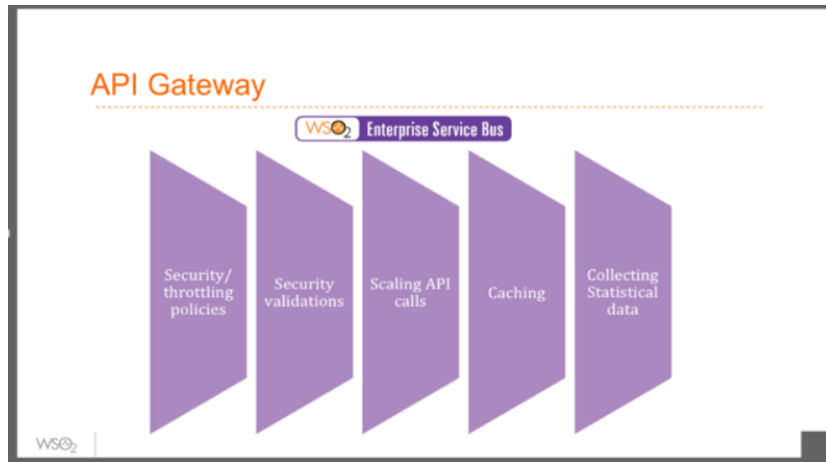 API Gateway
WSO2 Enterprise Service Bus
Security/
throttling
policies
Security
validations
Scaling API
calls
Caching
Collecting
Statistical
data
WSO2